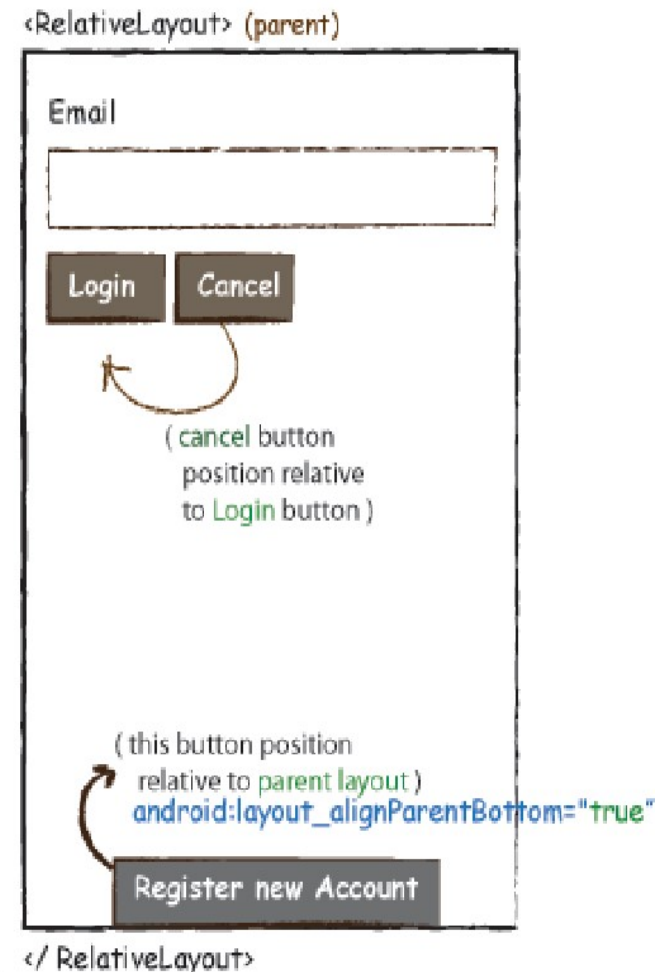 <RelativeLayout> (parent)
Email
Login Cancel
( cancel button
position relative
to Login button )
( this button position
relative to parent layout )
android:layout_alignParentBottom="true"
Register new Account
</ RelativeLayout>